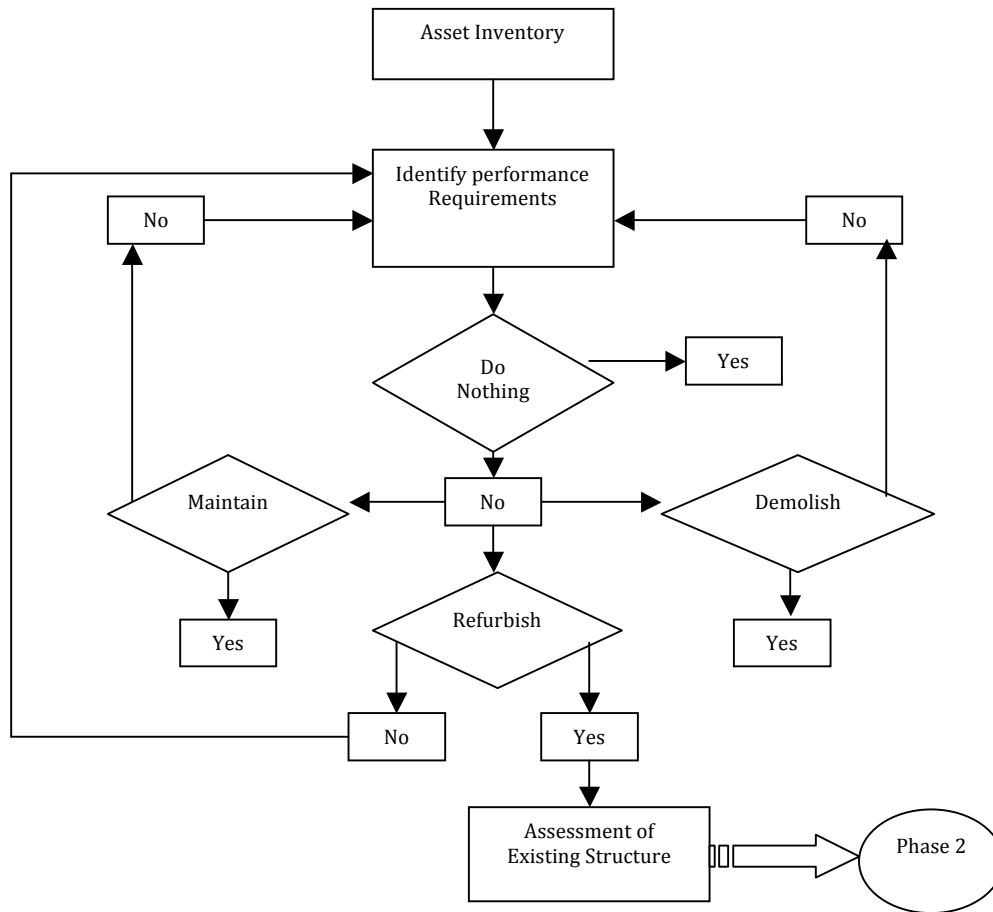 Asset Inventory
Identify performance
Requirements
No
No
Do
Nothing
Yes
Maintain
No
Demolish
Yes
Refurbish
Yes
No
Yes
Assessment of
Existing Structure
Phase 2